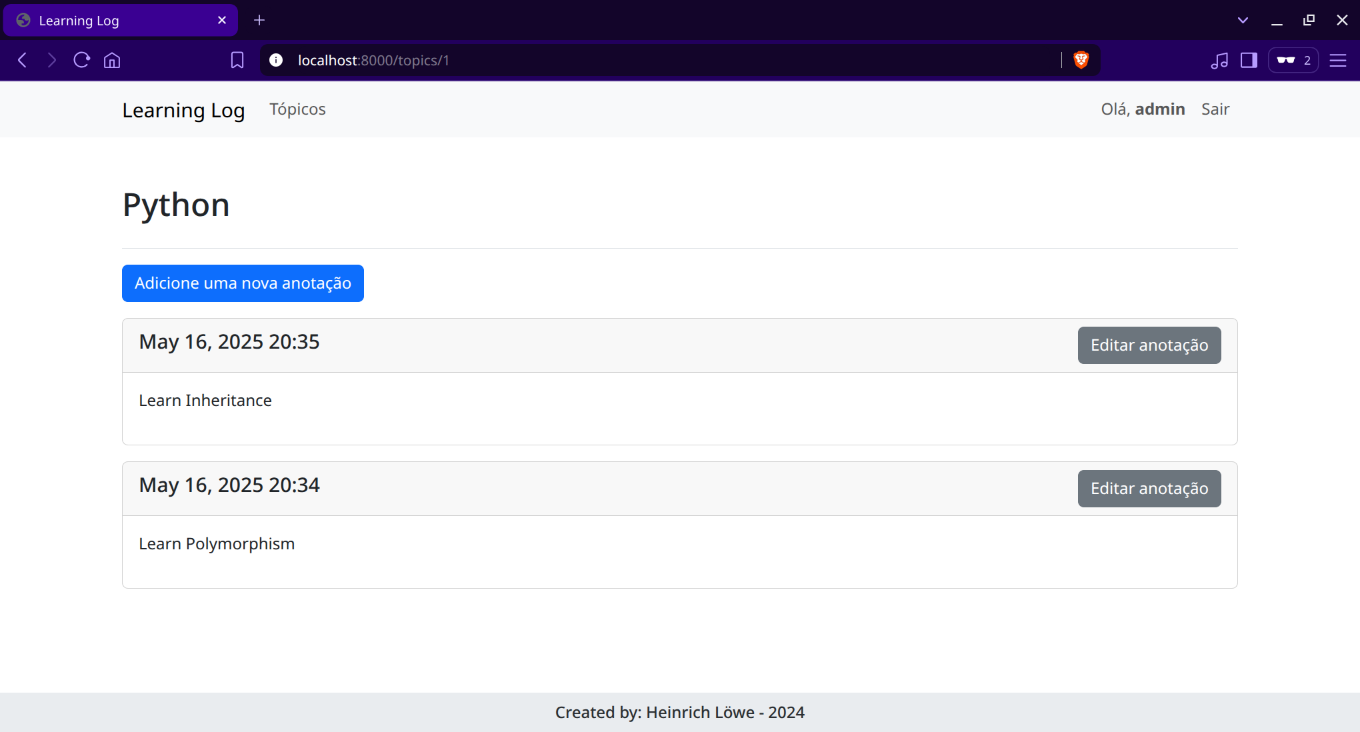 Learning Log
localhost:8000/topics/1
2
Learning Log Tópicos Olá, admin Sair
Python
Adicione uma nova anotação
May 16, 2025 20:35 Editar anotação
Learn Inheritance
May 16, 2025 20:34 Editar anotação
Learn Polymorphism
Created by: Heinrich Löwe - 2024